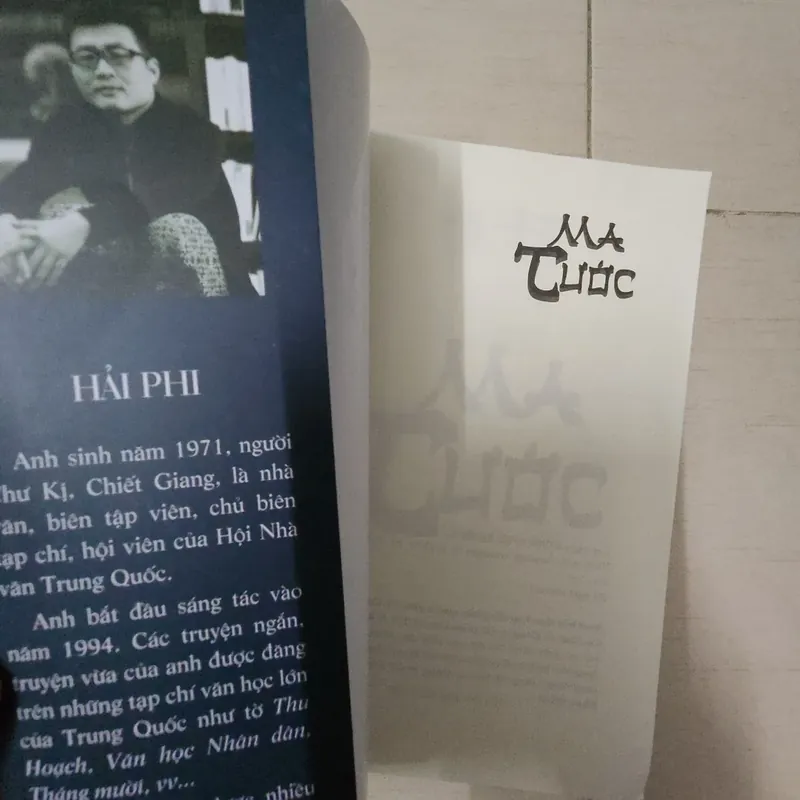 HẢI PHI
Anh sinh năm 1971, người
Chiết Giang, là nhà
biên tập viên, chủ biên
tạp chí, hội viên của Hội Nhà
văn Trung Quốc.
Anh bắt đầu sáng tác vào
năm 1994. Các truyện ngắn,
truyện vừa của anh được đăng
trên những tạp chí văn học lớn
của Trung Quốc như tờ Thu
Hoạch, Văn học Nhân dân,
Tháng mười, vv...
nhiều
MA
TƯỚC
MA
TƯỚC